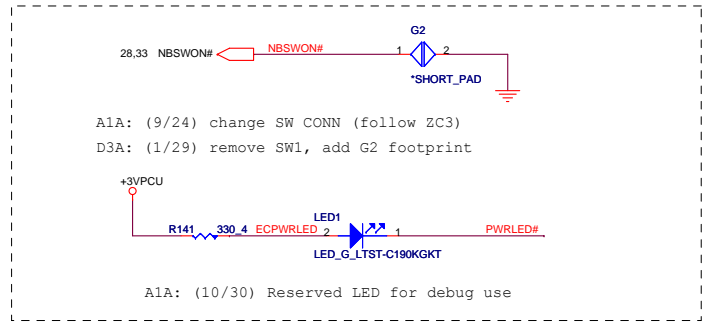 G2
28,33 NBSWON# NBSWON# 1 2
*SHORT_PAD
A1A: (9/24) change SW CONN (follow ZC3)
D3A: (1/29) remove SW1, add G2 footprint
+3VPCU
LED1
R141 330_4 ECPWRLED 2 1 PWRLED#
LED_G_LTST-C190KGKT
A1A: (10/30) Reserved LED for debug use